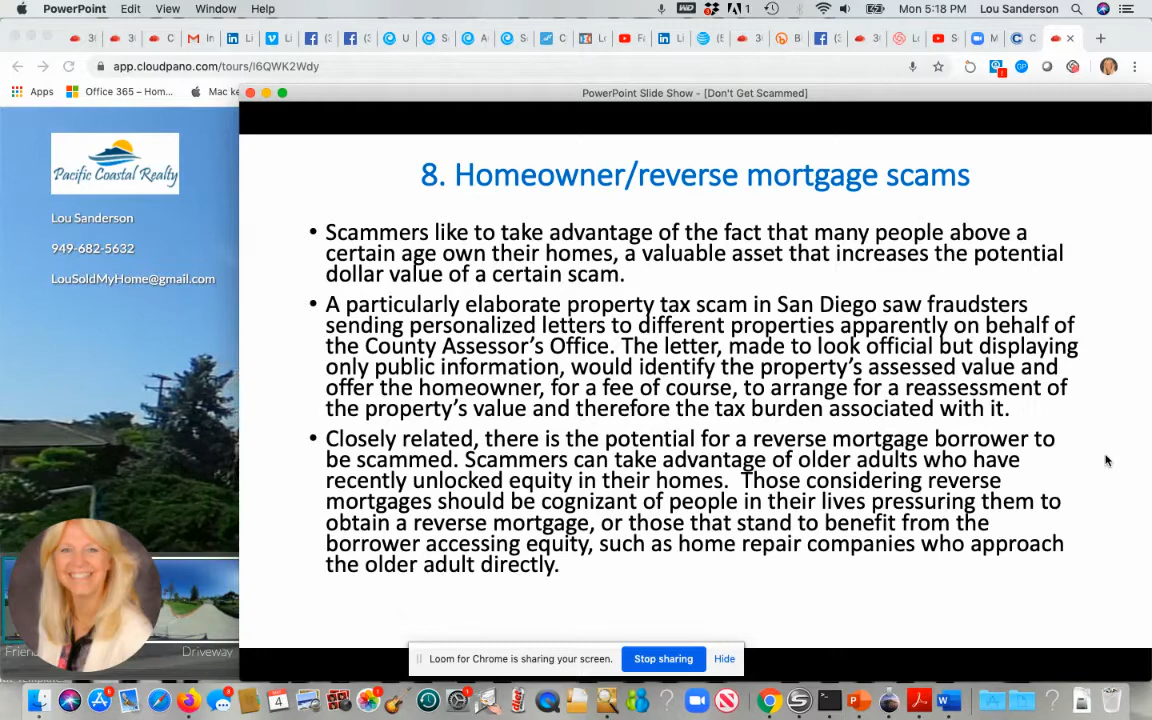 PowerPoint Edit View Window Help
Mon 5:18 PM Lou Sanderson
app.cloudpano.com/tours/I6QWK2Wdy
Apps Office 365 – Hom... Mac ke
PowerPoint Slide Show - [Don't Get Scammed]
Pacific Coastal Realty
Lou Sanderson
949-682-5632
LouSoldMyHome@gmail.com
8. Homeowner/reverse mortgage scams
• Scammers like to take advantage of the fact that many people above a
certain age own their homes, a valuable asset that increases the potential
dollar value of a certain scam.
• A particularly elaborate property tax scam in San Diego saw fraudsters
sending personalized letters to different properties apparently on behalf of
the County Assessor’s Office. The letter, made to look official but displaying
only public information, would identify the property’s assessed value and
offer the homeowner, for a fee of course, to arrange for a reassessment of
the property’s value and therefore the tax burden associated with it.
• Closely related, there is the potential for a reverse mortgage borrower to
be scammed. Scammers can take advantage of older adults who have
recently unlocked equity in their homes.  Those considering reverse
mortgages should be cognizant of people in their lives pressuring them to
obtain a reverse mortgage, or those that stand to benefit from the
borrower accessing equity, such as home repair companies who approach
the older adult directly.
Driveway
Loom for Chrome is sharing your screen. Stop sharing Hide